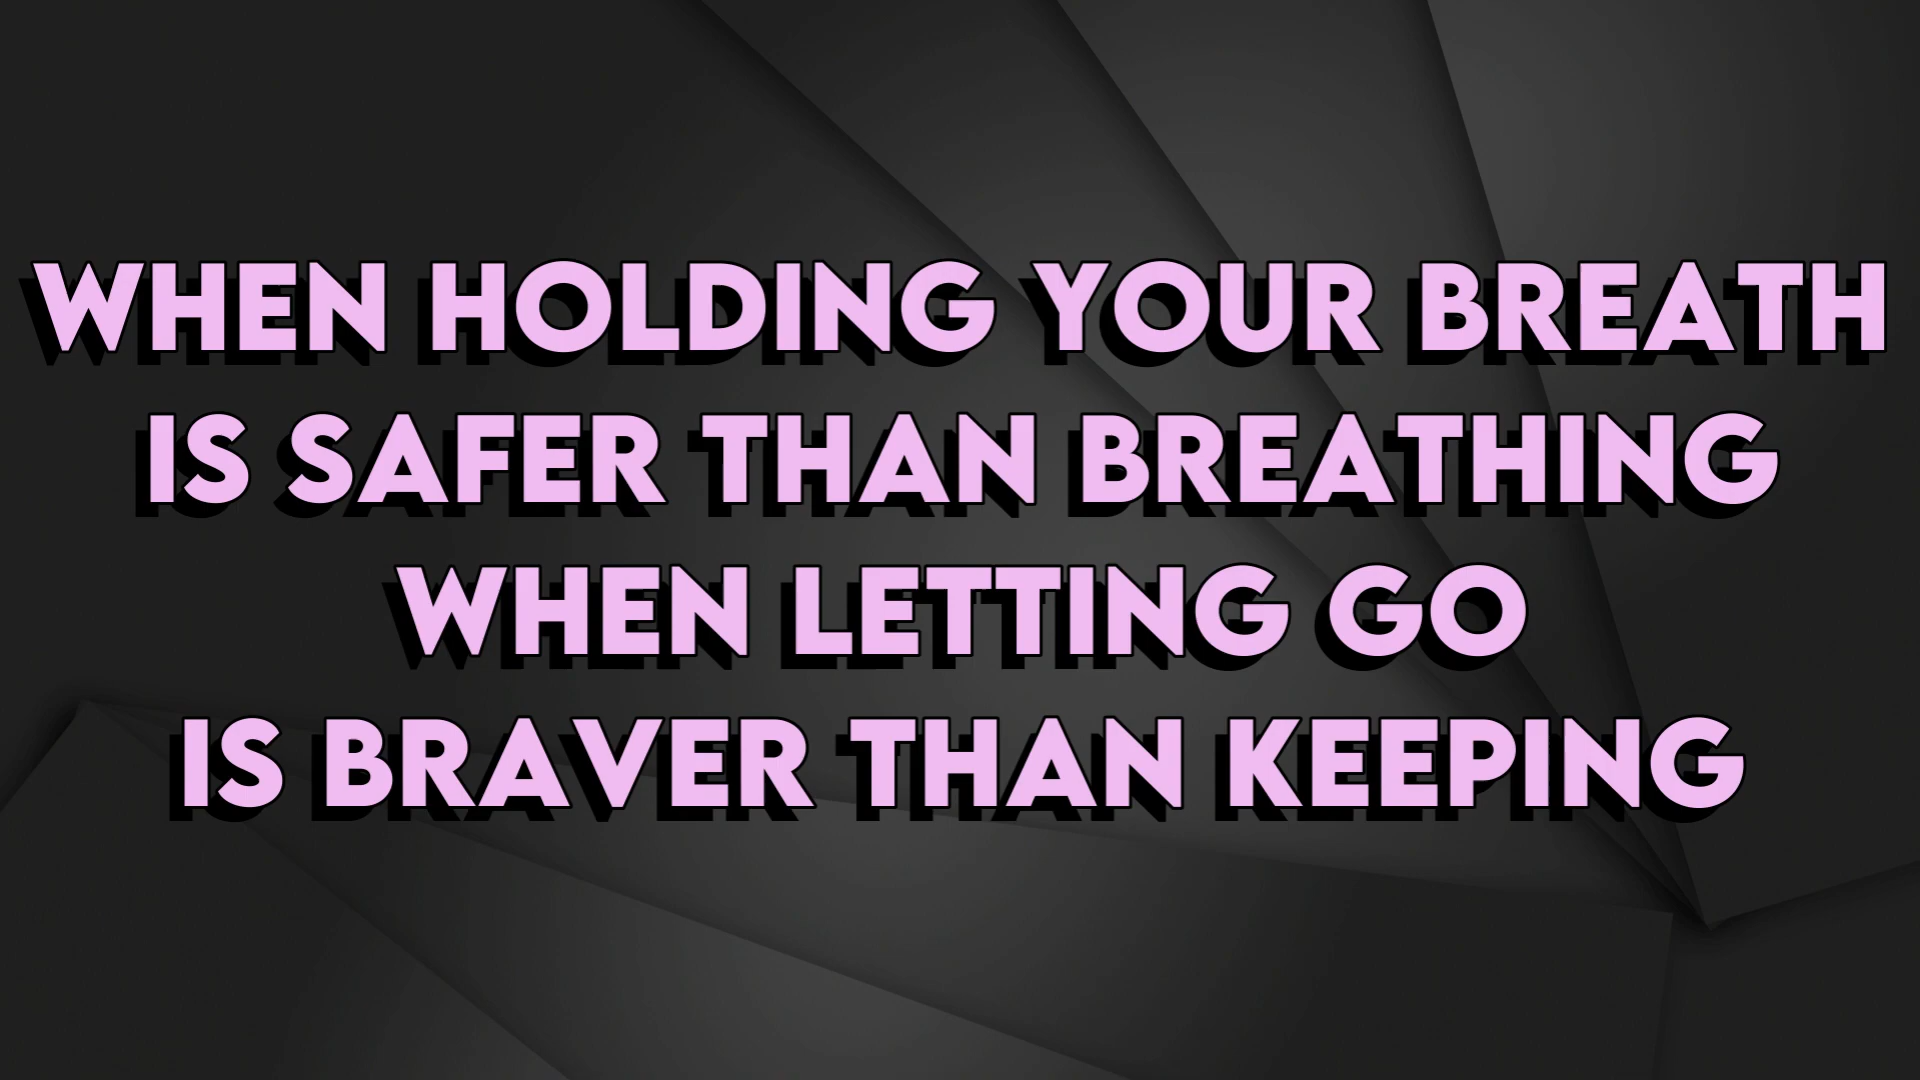 WHEN HOLDING YOUR BREATH
IS SAFER THAN BREATHING
WHEN LETTING GO
IS BRAVER THAN KEEPING